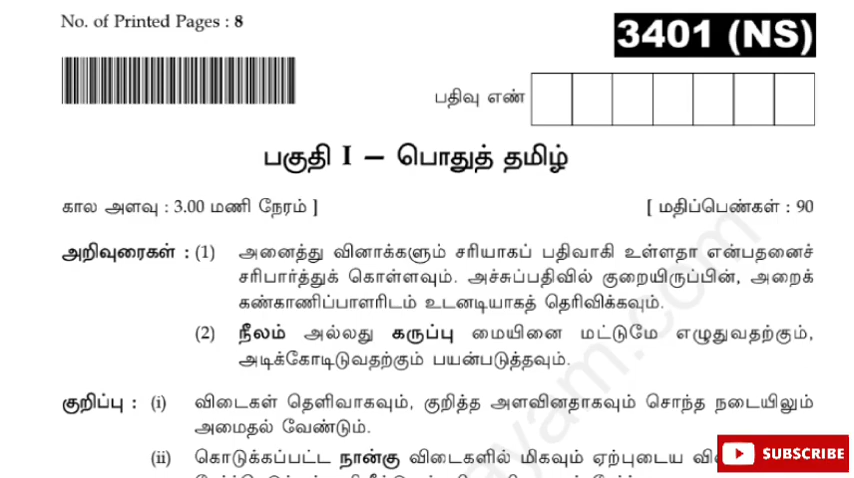 No. of Printed Pages : 8
3401 (NS)
பதிவு எண்
பகுதி I – பொதுத் தமிழ்
கால அளவு : 3.00 மணி நேரம் ]
[ மதிப்பெண்கள் : 90
அறிவுரைகள் : (1) அனைத்து வினாக்களும் சரியாகப் பதிவாகி உள்ளதா என்பதனைச்
சரிபார்த்துக் கொள்ளவும். அச்சுப்பதிவில் குறையிருப்பின், அறைக்
கண்காணிப்பாளரிடம் உடனடியாகத் தெரிவிக்கவும்.
(2) நீலம் அல்லது கருப்பு மையினை மட்டுமே எழுதுவதற்கும்,
அடிக்கோடிடுவதற்கும் பயன்படுத்தவும்.
குறிப்பு : (i) விடைகள் தெளிவாகவும், குறித்த அளவினதாகவும் சொந்த நடையிலும்
அமைதல் வேண்டும்.
(ii) கொடுக்கப்பட்ட நான்கு விடைகளில் மிகவும் ஏற்புடைய
SUBSCRIBE